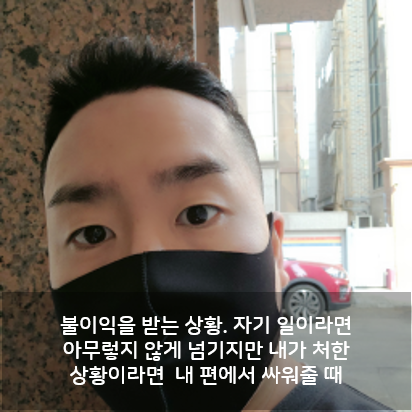 불이익을 받는 상황. 자기 일이라면
아무렇지 않게 넘기지만 내가 처한
상황이라면  내 편에서 싸워줄 때